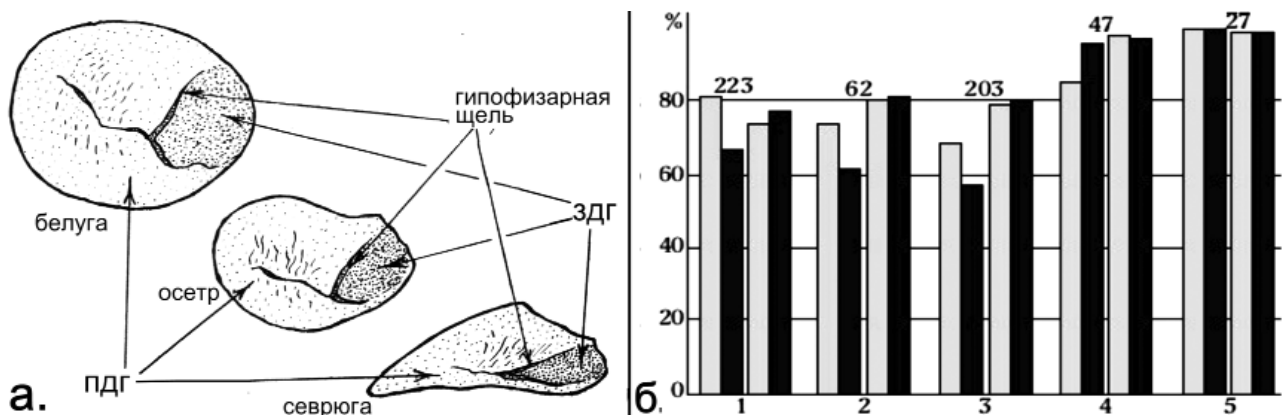 гипофизарная
щель
белуга
ЗДГ
осетр
ПДГ
севрюга
а.
%
223
62
203
47
27
80
60
40
20
0
1 2 3 4 5
б.